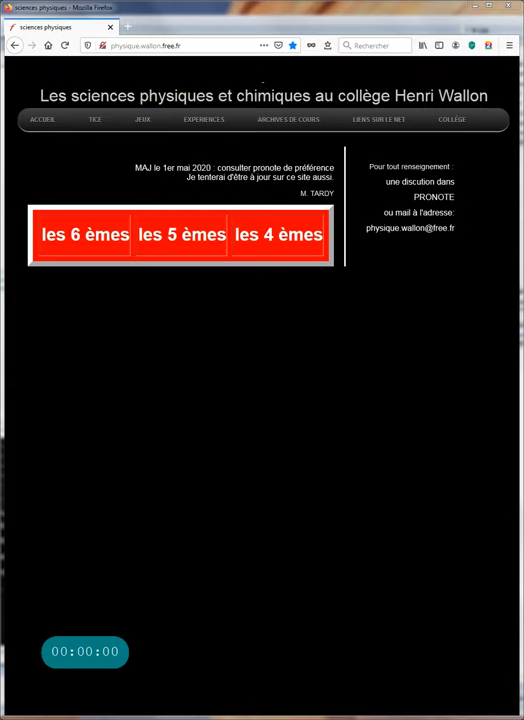 sciences physiques - Mozilla Firefox
sciences physiques
physique.wallon.free.fr
Rechercher
Les sciences physiques et chimiques au collège Henri Wallon
ACCUEIL TICE JEUX EXPERIENCES ARCHIVES DE COURS LIENS SUR LE NET COLLÈGE
MAJ le 1er mai 2020 : consulter pronote de préférence
Je tenterai d'être à jour sur ce site aussi.
M. TARDY
les 6 èmes les 5 èmes les 4 èmes
Pour tout renseignement :
une discution dans
PRONOTE
ou mail à l'adresse:
physique.wallon@free.fr
00:00:00